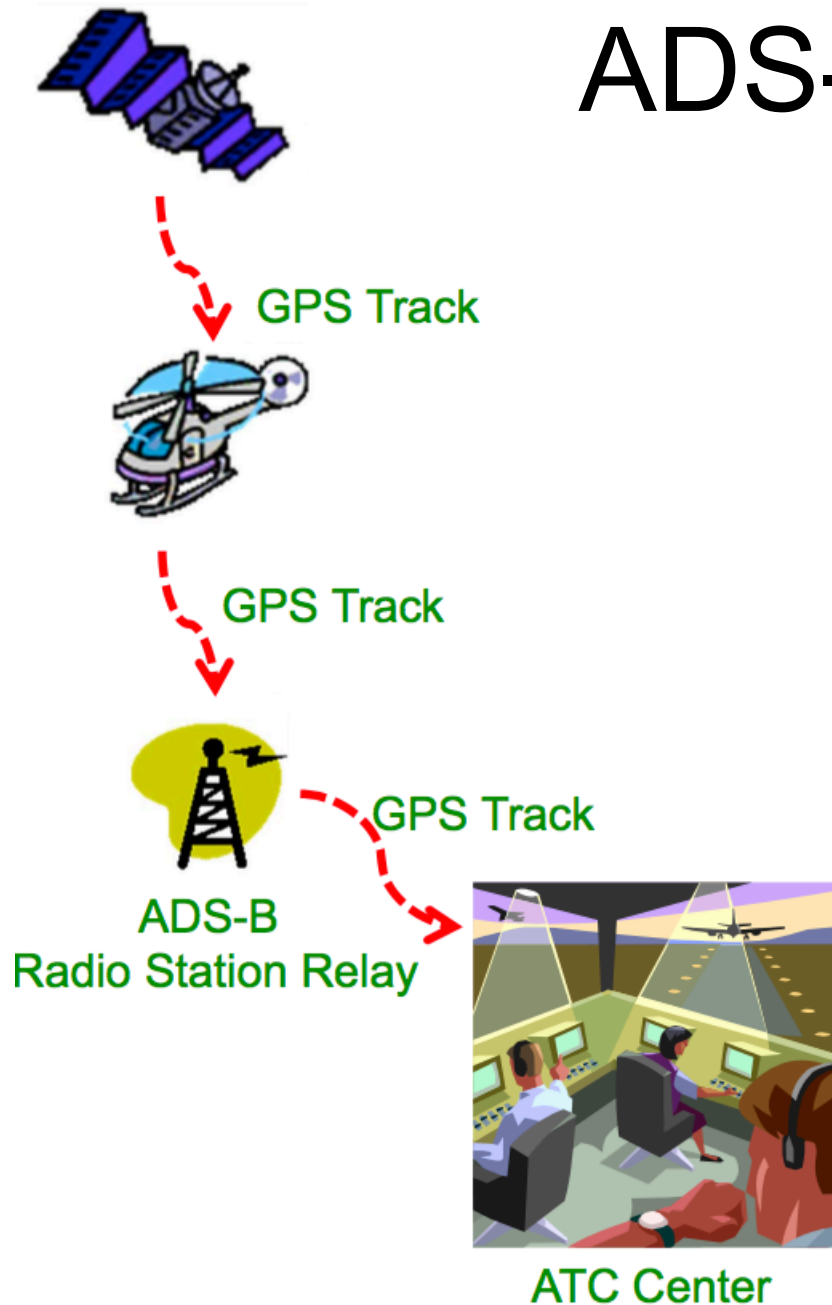 ADS-
GPS Track
GPS Track
GPS Track
ADS-B
Radio Station Relay
ATC Center